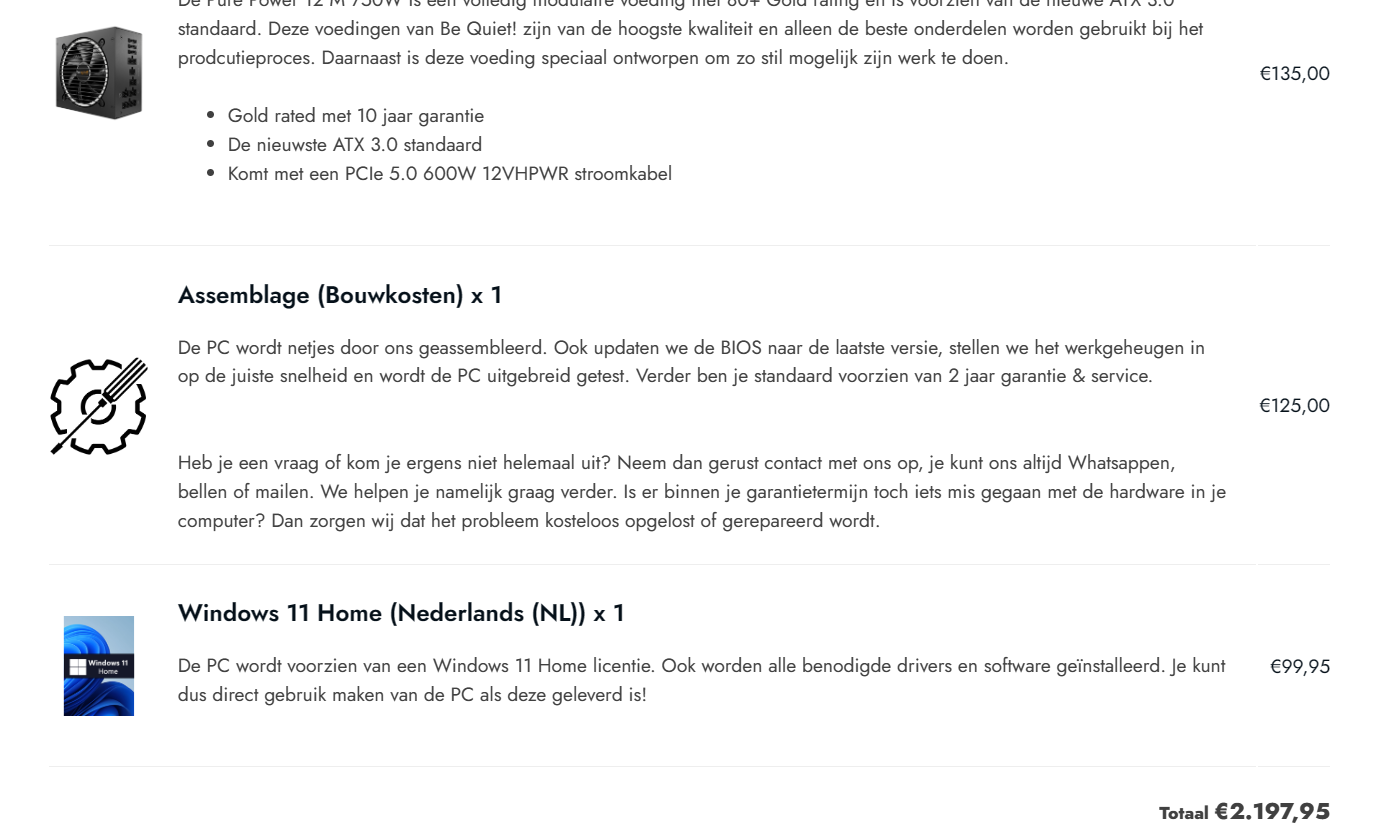 De Pure Power 12 M 750W is een volledig modulaire voeding met 80+ Gold rating en is voorzien van de nieuwe ATX 3.0
standaard. Deze voedingen van Be Quiet! zijn van de hoogste kwaliteit en alleen de beste onderdelen worden gebruikt bij het
prodcutieproces. Daarnaast is deze voeding speciaal ontworpen om zo stil mogelijk zijn werk te doen.
€135,00
Gold rated met 10 jaar garantie
De nieuwste ATX 3.0 standaard
Komt met een PCIe 5.0 600W 12VHPWR stroomkabel
Assemblage (Bouwkosten) x 1
De PC wordt netjes door ons geassembleerd. Ook updaten we de BIOS naar de laatste versie, stellen we het werkgeheugen in
op de juiste snelheid en wordt de PC uitgebreid getest. Verder ben je standaard voorzien van 2 jaar garantie & service.
€125,00
Heb je een vraag of kom je ergens niet helemaal uit? Neem dan gerust contact met ons op, je kunt ons altijd Whatsappen,
bellen of mailen. We helpen je namelijk graag verder. Is er binnen je garantietermijn toch iets mis gegaan met de hardware in je
computer? Dan zorgen wij dat het probleem kosteloos opgelost of gerepareerd wordt.
Windows 11 Home (Nederlands (NL)) x 1
Windows 11
Home
De PC wordt voorzien van een Windows 11 Home licentie. Ook worden alle benodigde drivers en software geïnstalleerd. Je kunt
dus direct gebruik maken van de PC als deze geleverd is!
€99,95
Totaal €2.197,95